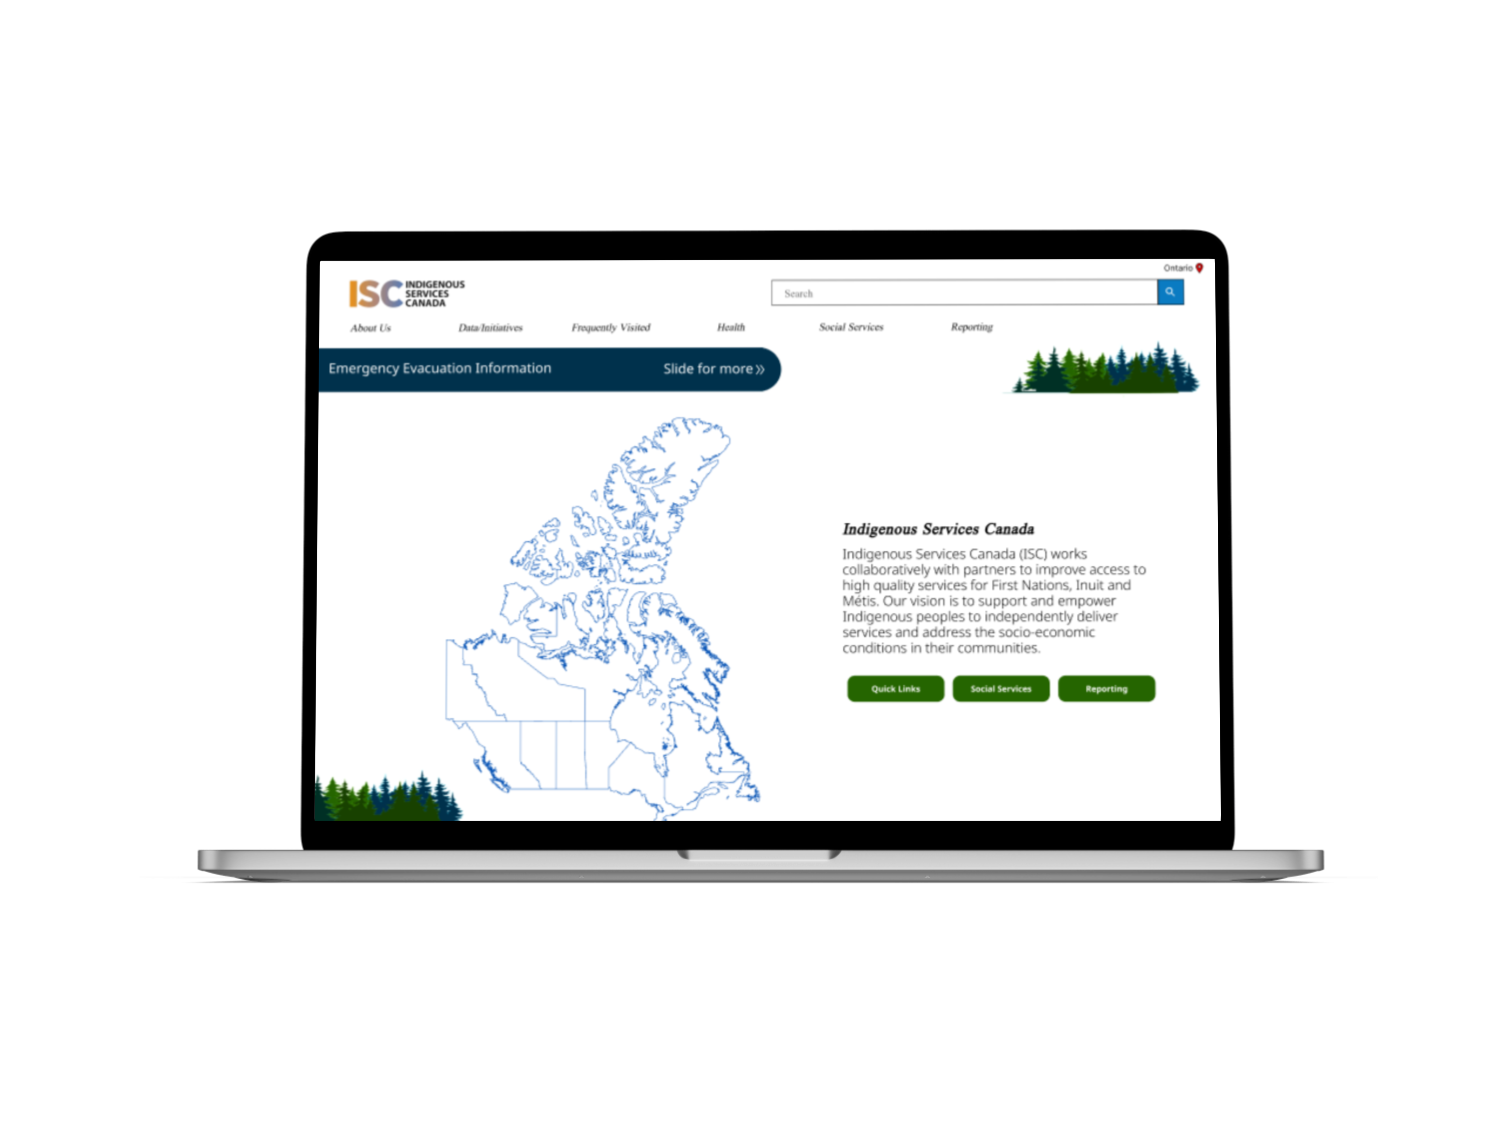 Ontario
ISC INDIGENOUS
SERVICES
CANADA
Search
About Us Data/Initiatives Frequently Visited Health Social Services Reporting
Emergency Evacuation Information Slide for more
Indigenous Services Canada
Indigenous Services Canada (ISC) works
collaboratively with partners to improve access to
high quality services for First Nations, Inuit and
Métis. Our vision is to support and empower
Indigenous peoples to independently deliver
services and address the socio-economic
conditions in their communities.
Quick Links Social Services Reporting